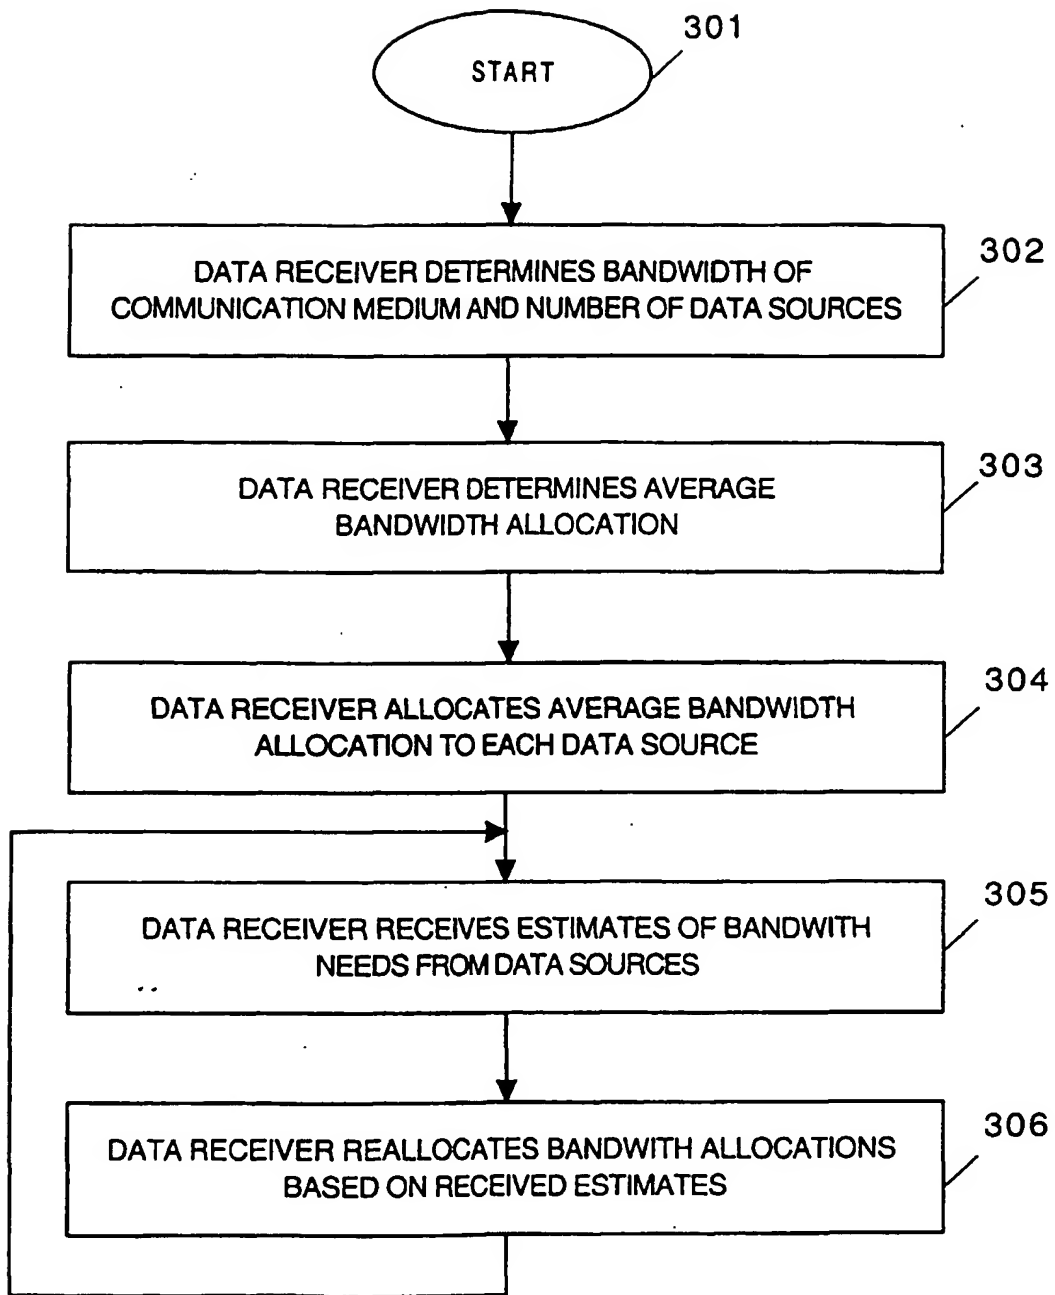 301
START
302
DATA RECEIVER DETERMINES BANDWIDTH OF
COMMUNICATION MEDIUM AND NUMBER OF DATA SOURCES
303
DATA RECEIVER DETERMINES AVERAGE
BANDWIDTH ALLOCATION
304
DATA RECEIVER ALLOCATES AVERAGE BANDWIDTH
ALLOCATION TO EACH DATA SOURCE
305
DATA RECEIVER RECEIVES ESTIMATES OF BANDWITH
NEEDS FROM DATA SOURCES
306
DATA RECEIVER REALLOCATES BANDWITH ALLOCATIONS
BASED ON RECEIVED ESTIMATES